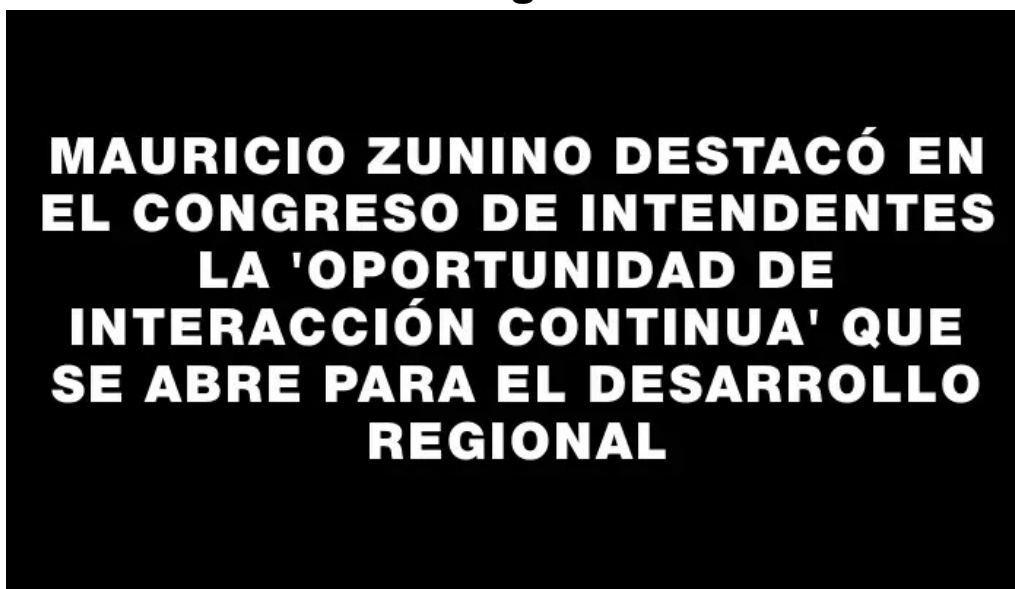 MAURICIO ZUNINO DESTACÓ EN
EL CONGRESO DE INTENDENTES
LA 'OPORTUNIDAD DE
INTERACCIÓN CONTINUA' QUE
SE ABRE PARA EL DESARROLLO
REGIONAL